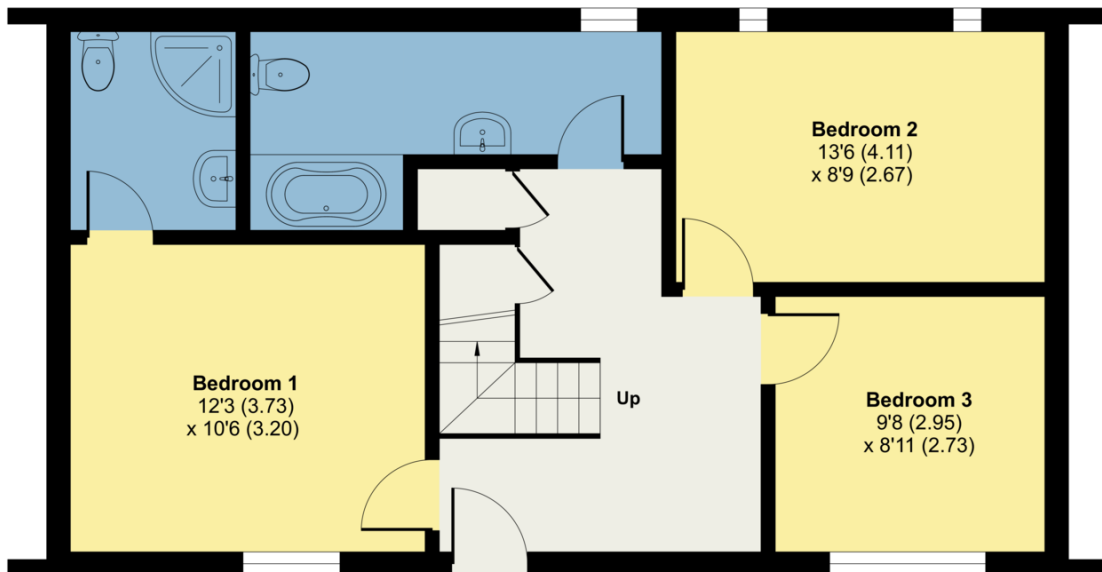 Bedroom 2
13'6 (4.11)
x 8'9 (2.67)
Bedroom 1
12'3 (3.73)
x 10'6 (3.20)
Up
Bedroom 3
9'8 (2.95)
x 8'11 (2.73)